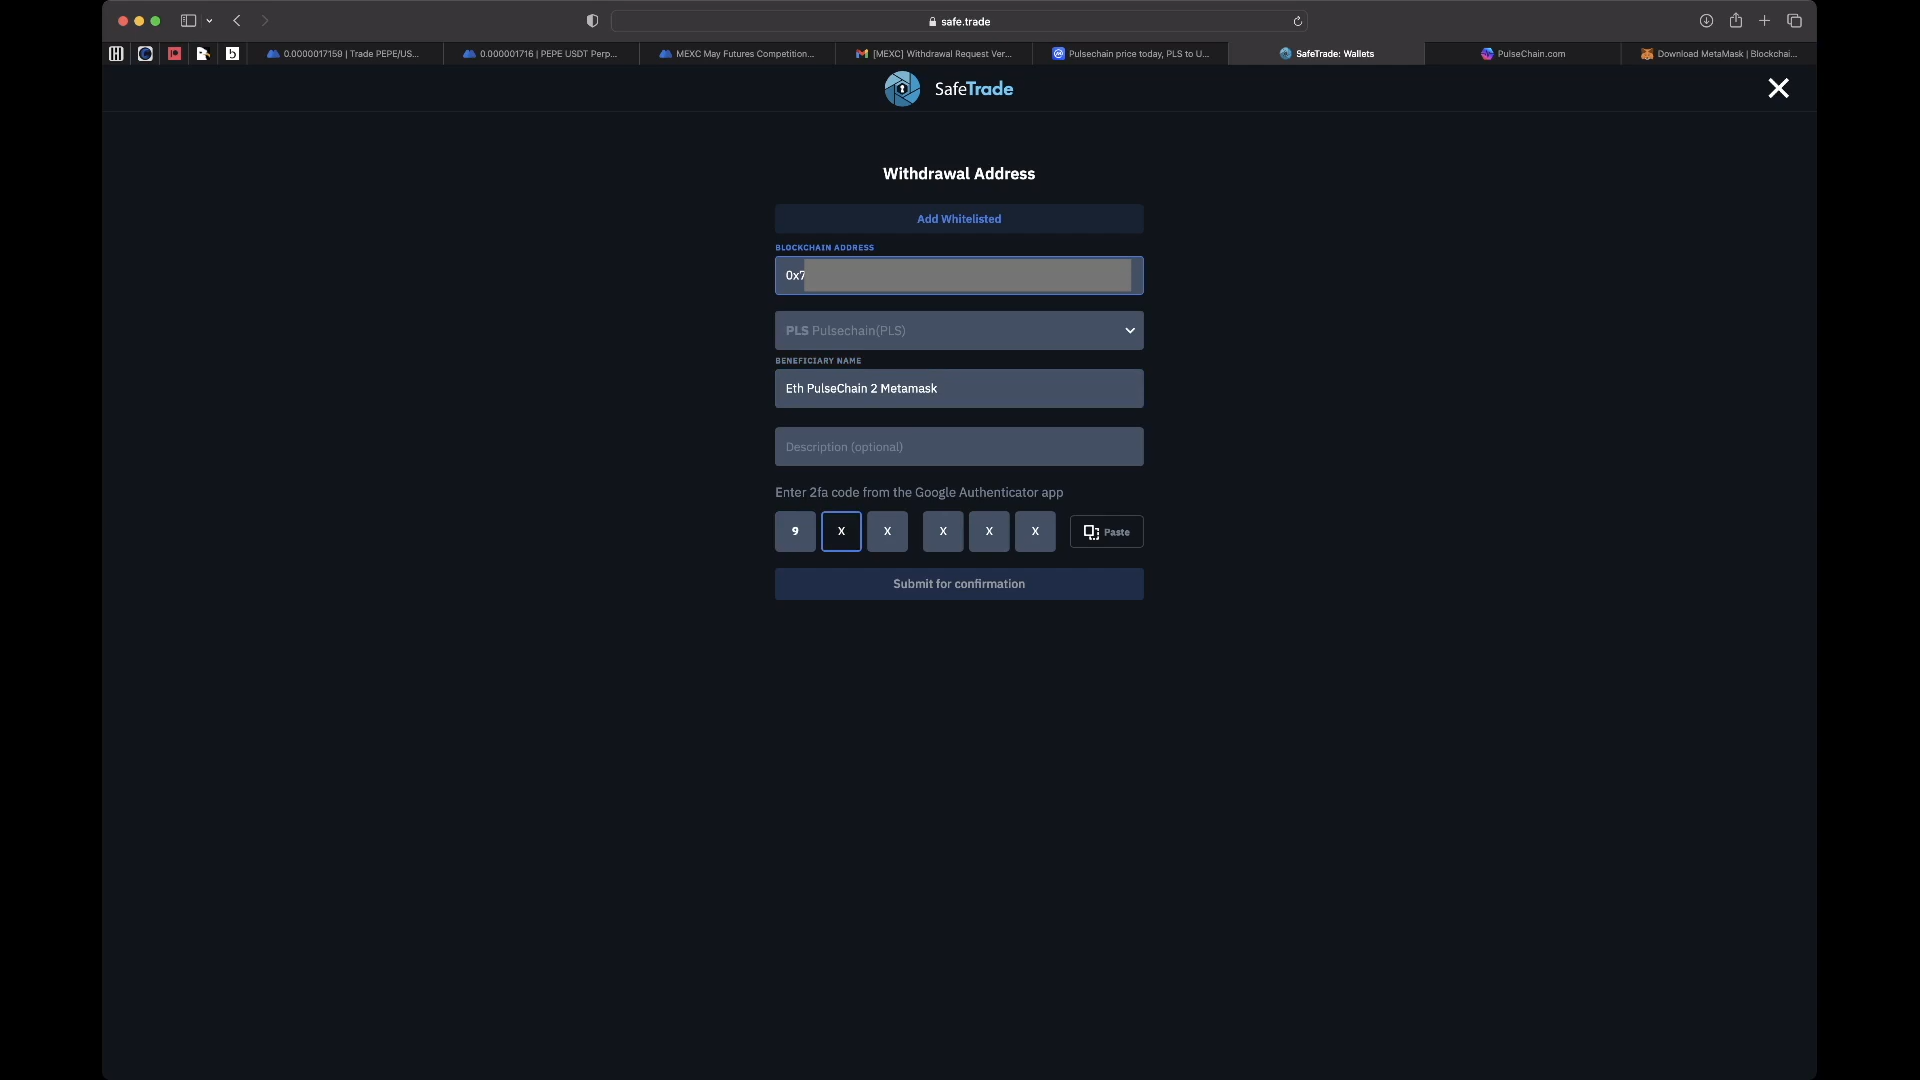 safe.trade
0.0000017159 | Trade PEPE/US...
0.000001716 | PEPE USDT Perp...
MEXC May Futures Competition...
[MEXC] Withdrawal Request Ver...
Pulsechain price today, PLS to U...
SafeTrade: Wallets
PulseChain.com
Download MetaMask | Blockchai...
SafeTrade
Withdrawal Address
Add Whitelisted
BLOCKCHAIN ADDRESS
0x7
PLS Pulsechain(PLS)
BENEFICIARY NAME
Eth PulseChain 2 Metamask
Description (optional)
Enter 2fa code from the Google Authenticator app
9 X X X X X Paste
Submit for confirmation